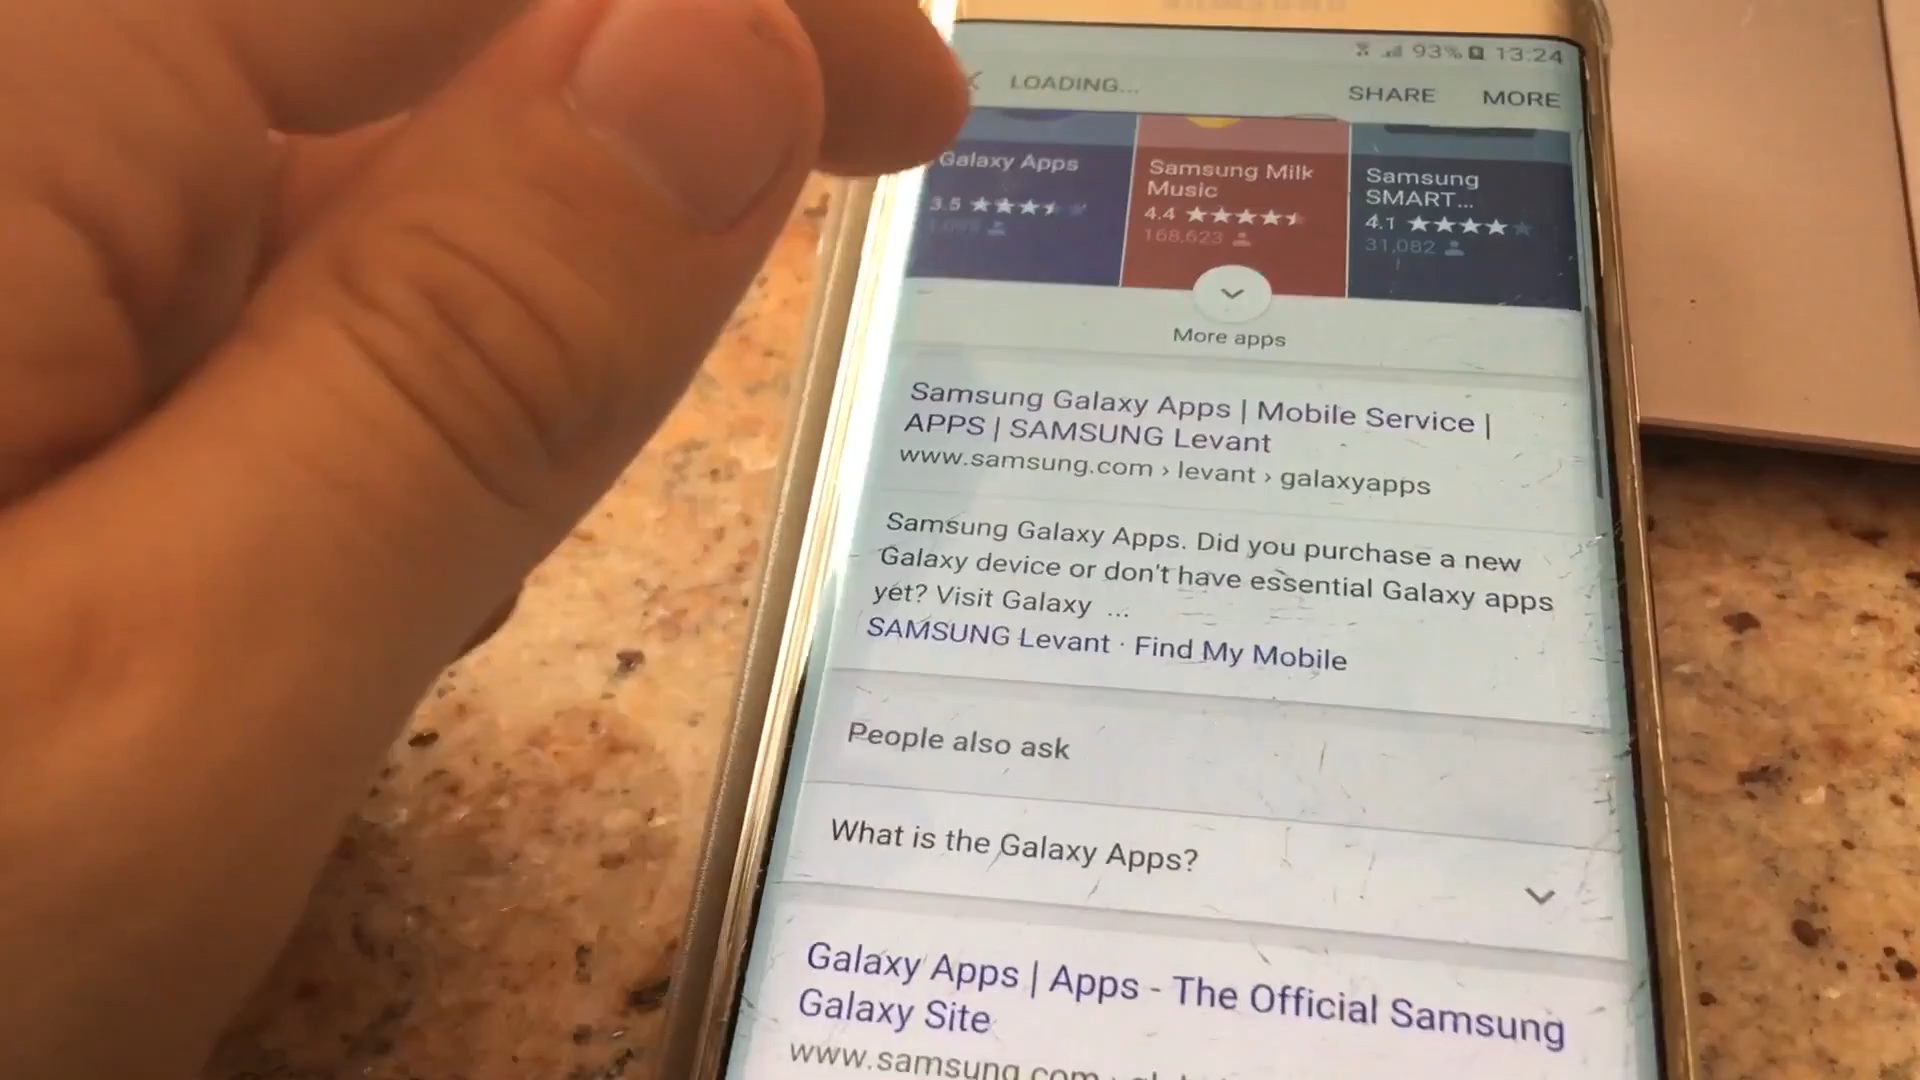 93% 13:24
LOADING... SHARE MORE
Galaxy Apps
3.5
Samsung Milk
Music
4.4
168,623
Samsung
SMART...
4.1
31,082
More apps
Samsung Galaxy Apps | Mobile Service |
APPS | SAMSUNG Levant
www.samsung.com › levant › galaxyapps
Samsung Galaxy Apps. Did you purchase a new
Galaxy device or don't have essential Galaxy apps
yet? Visit Galaxy ...
SAMSUNG Levant · Find My Mobile
People also ask
What is the Galaxy Apps?
Galaxy Apps | Apps - The Official Samsung
Galaxy Site
www.samsung.com